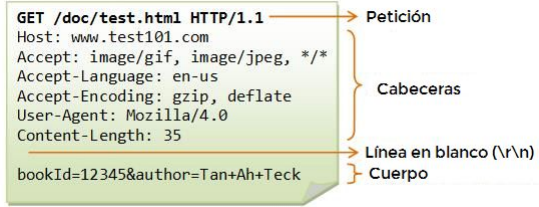 GET /doc/test.html HTTP/1.1
Petición
Host: www.test101.com
Accept: image/gif, image/jpeg, */*
Accept-Language: en-us
Accept-Encoding: gzip, deflate
User-Agent: Mozilla/4.0
Content-Length: 35
Cabeceras
Línea en blanco (\r\n)
bookId=12345&author=Tan+Ah+Teck
Cuerpo